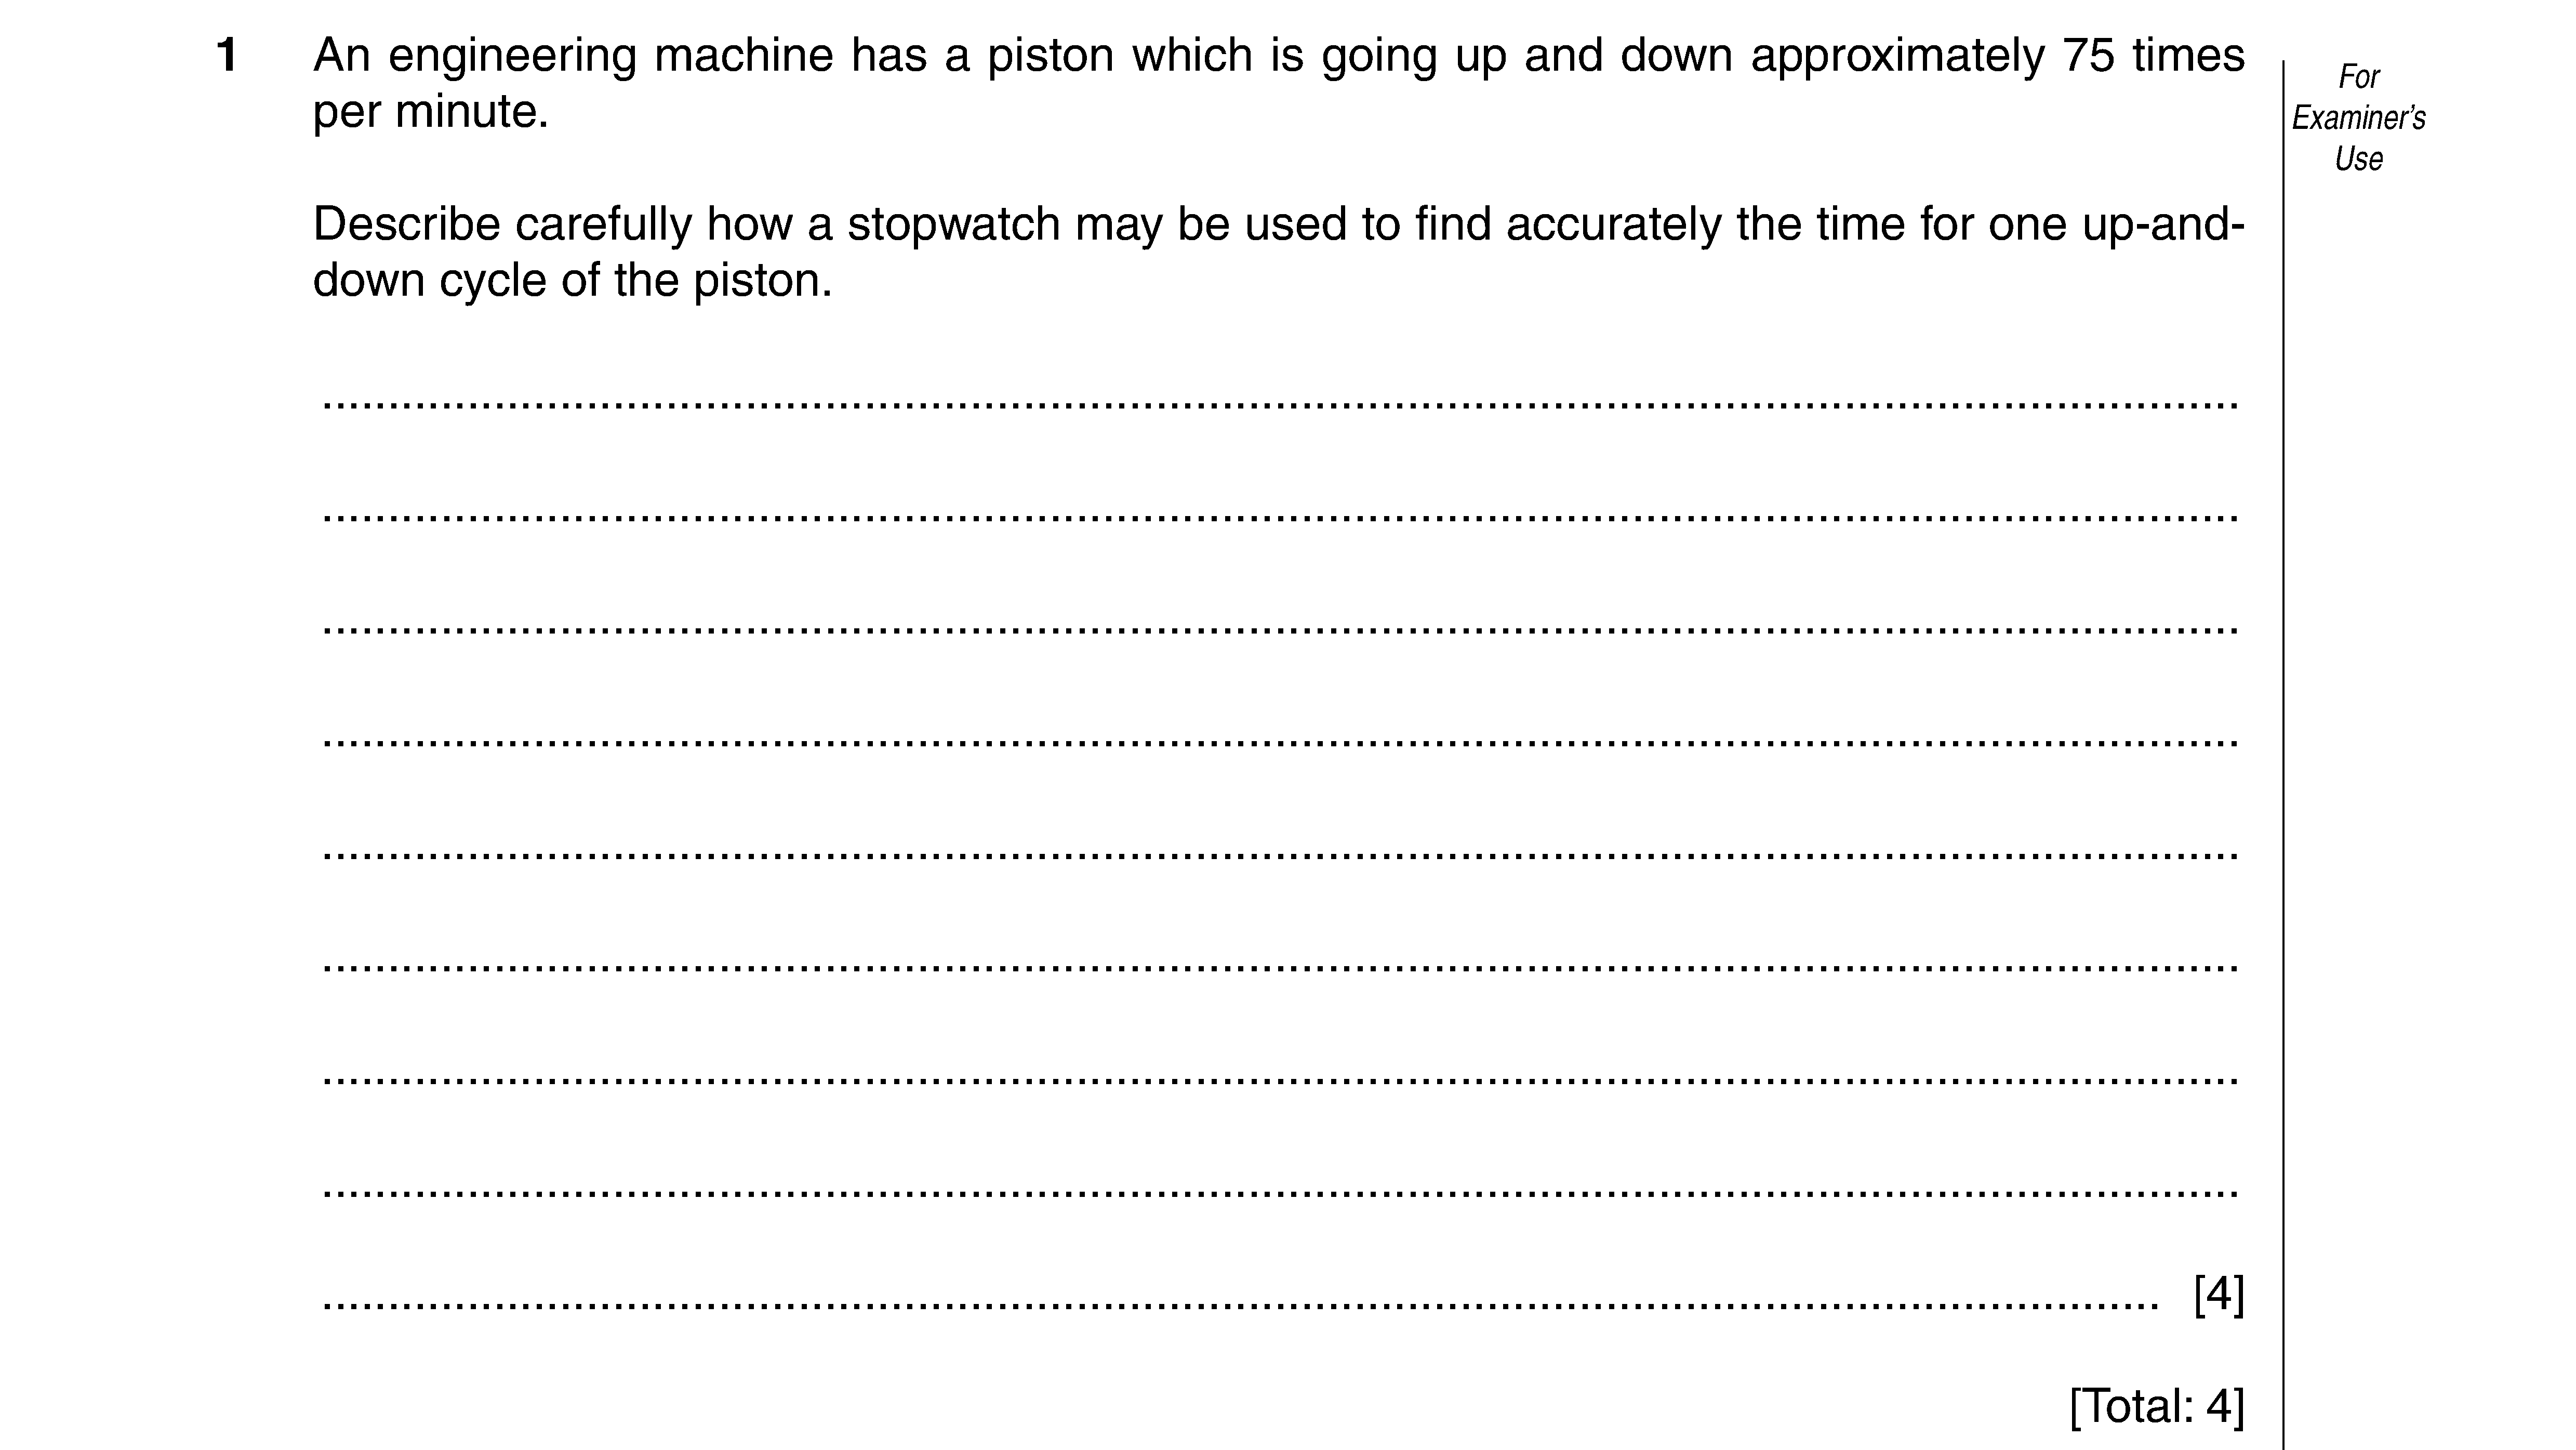 1 An engineering machine has a piston which is going up and down approximately 75 times
per minute.
For
Examiner's
Use
Describe carefully how a stopwatch may be used to find accurately the time for one up-and-
down cycle of the piston.
..........................................................................................
..........................................................................................
..........................................................................................
..........................................................................................
..........................................................................................
..........................................................................................
..........................................................................................
..........................................................................................
.................................................................................... [4]
[Total: 4]